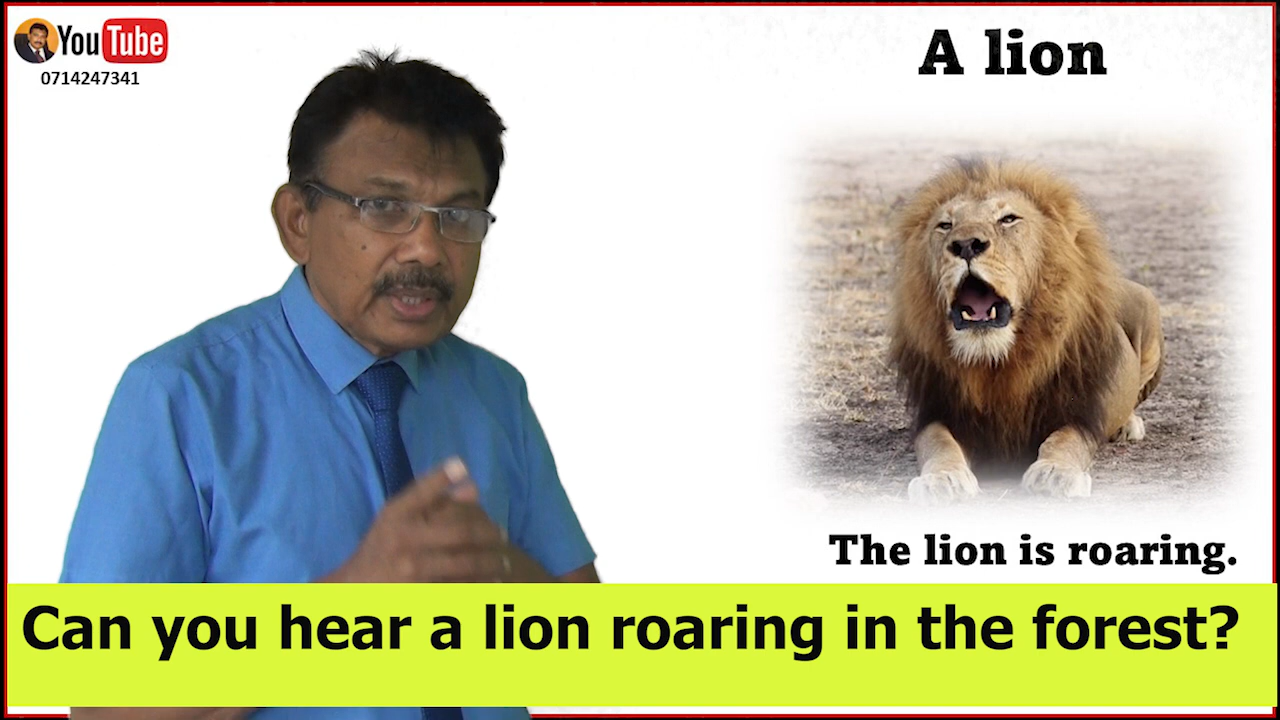 YouTube
0714247341
A lion
The lion is roaring.
Can you hear a lion roaring in the forest?